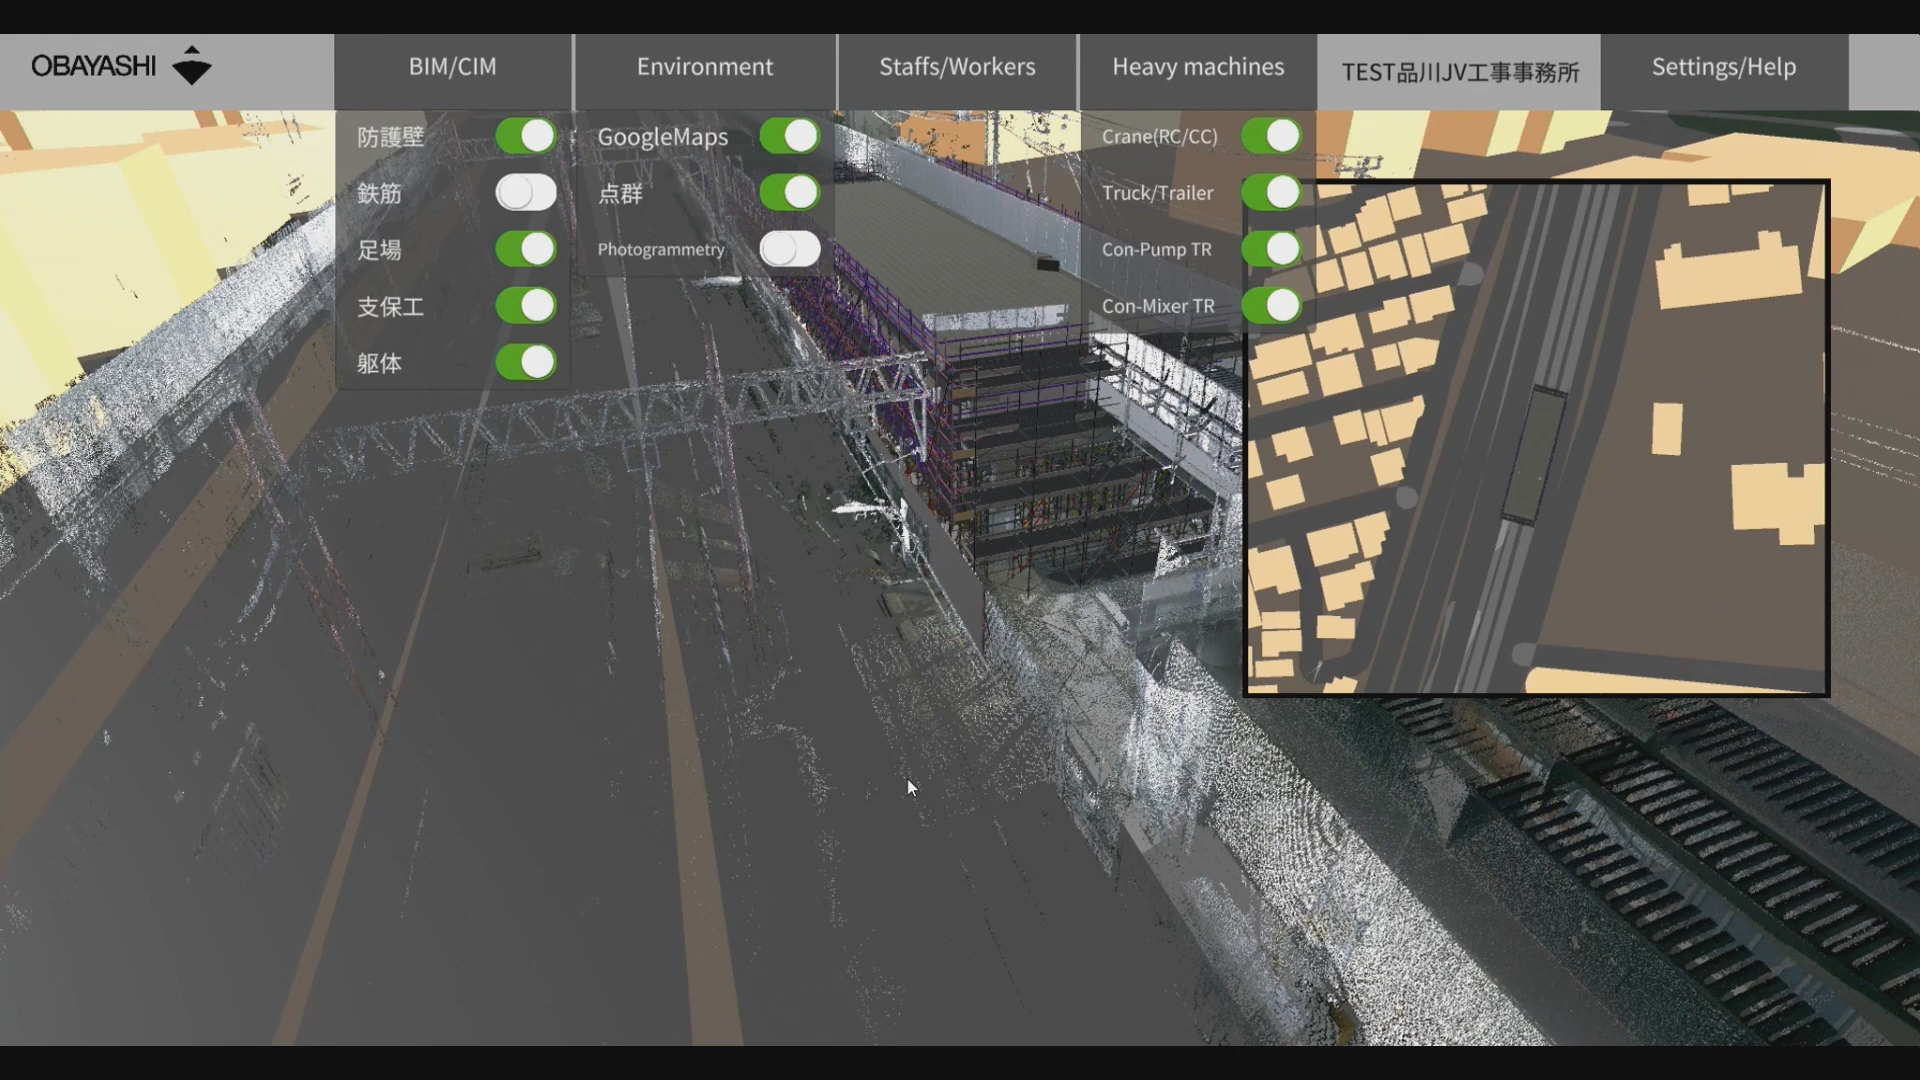 OBAYASHI
BIM/CIM
Environment
Staffs/Workers
Heavy machines
TEST品川JV工事事務所
Settings/Help
防護壁
鉄筋
足場
支保工
躯体
GoogleMaps
点群
Photogrammetry
Crane(RC/CC)
Truck/Trailer
Con-Pump TR
Con-Mixer TR